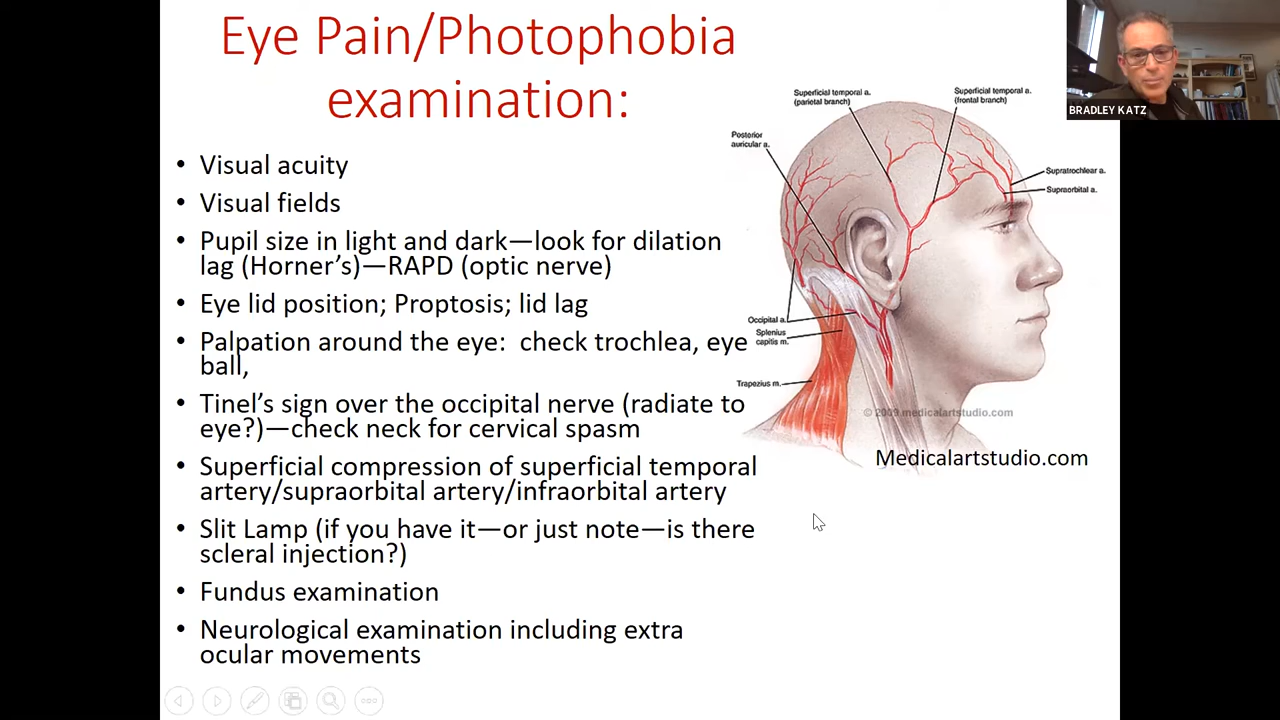 Eye Pain/Photophobia
examination:
• Visual acuity
• Visual fields
• Pupil size in light and dark—look for dilation
lag (Horner’s)—RAPD (optic nerve)
• Eye lid position; Proptosis; lid lag
• Palpation around the eye:  check trochlea, eye
ball,
• Tinel’s sign over the occipital nerve (radiate to
eye?)—check neck for cervical spasm
• Superficial compression of superficial temporal
artery/supraorbital artery/infraorbital artery
• Slit Lamp (if you have it—or just note—is there
scleral injection?)
• Fundus examination
• Neurological examination including extra
ocular movements
Superficial temporal a.
(parietal branch)
Superficial temporal a.
(frontal branch)
Posterior
auricular a.
Supratrochlear a.
Supraorbital a.
Occipital a.
Splenius
capitis m.
Trapezius m.
© 2009 medicalartstudio.com
Medicalartstudio.com
BRADLEY KATZ